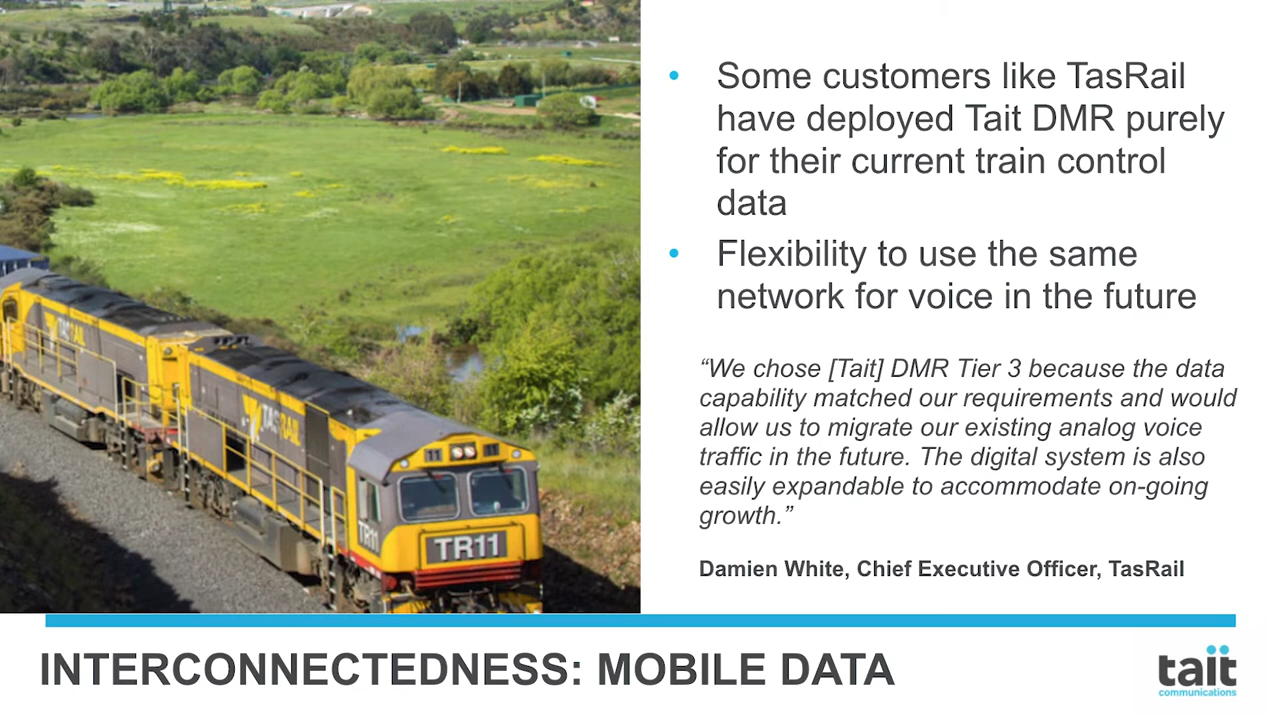 • Some customers like TasRail
have deployed Tait DMR purely
for their current train control
data
• Flexibility to use the same
network for voice in the future
“We chose [Tait] DMR Tier 3 because the data
capability matched our requirements and would
allow us to migrate our existing analog voice
traffic in the future. The digital system is also
easily expandable to accommodate on-going
growth.”
Damien White, Chief Executive Officer, TasRail
TASRAIL
TASRAIL
11 11
TR11
TR11
INTERCONNECTEDNESS: MOBILE DATA
tait
communications